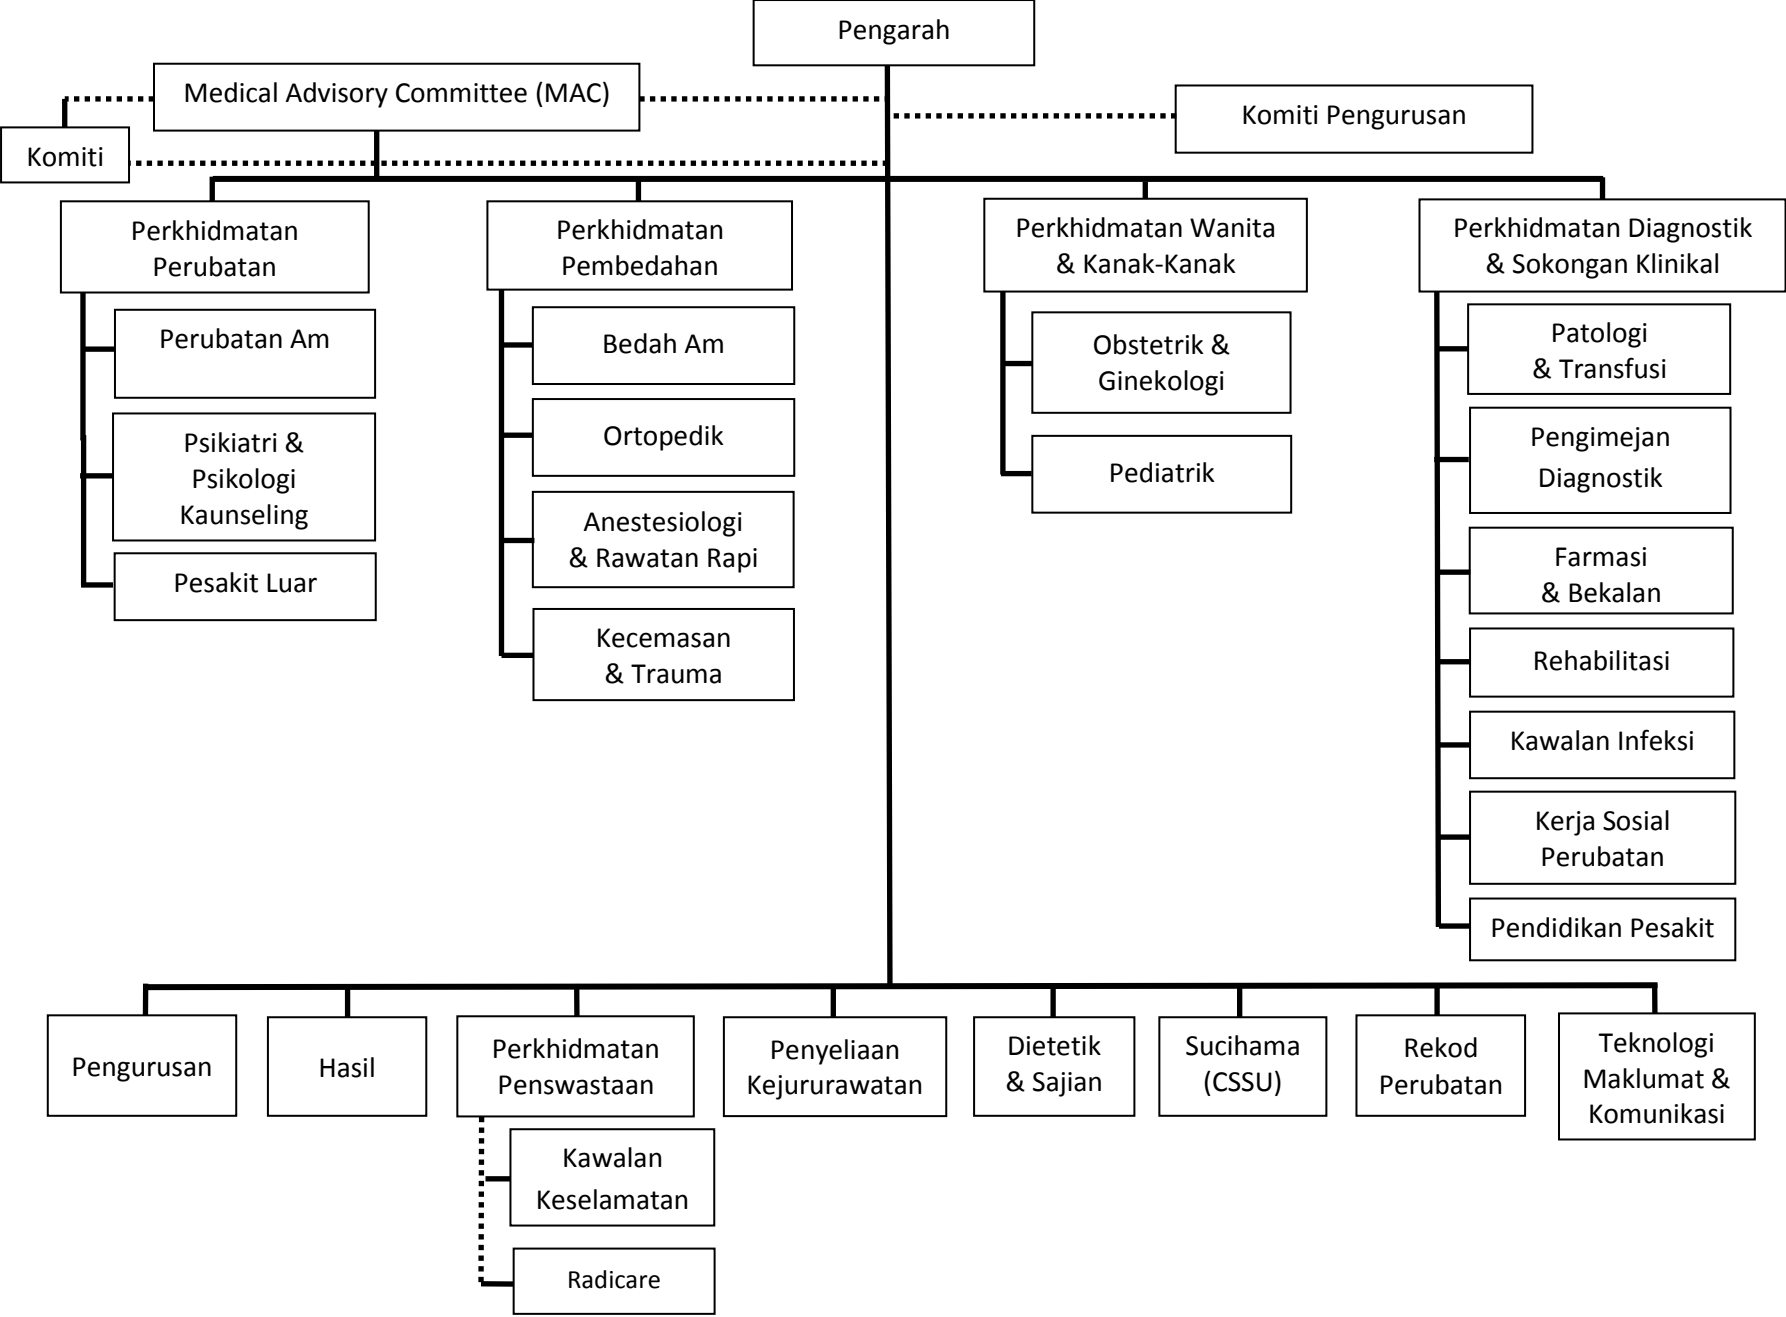 Pengarah
Medical Advisory Committee (MAC)
Komiti Pengurusan
Komiti
Perkhidmatan
Perubatan
Perubatan Am
Psikiatri &
Psikologi
Kaunseling
Pesakit Luar
Perkhidmatan
Pembedahan
Bedah Am
Ortopedik
Anestesiologi
& Rawatan Rapi
Kecemasan
& Trauma
Perkhidmatan Wanita
& Kanak-Kanak
Obstetrik &
Ginekologi
Pediatrik
Perkhidmatan Diagnostik
& Sokongan Klinikal
Patologi
& Transfusi
Pengimejan
Diagnostik
Farmasi
& Bekalan
Rehabilitasi
Kawalan Infeksi
Kerja Sosial
Perubatan
Pendidikan Pesakit
Pengurusan
Hasil
Perkhidmatan
Penswastaan
Kawalan
Keselamatan
Radicare
Penyeliaan
Kejururawatan
Dietetik
& Sajian
Sucihama
(CSSU)
Rekod
Perubatan
Teknologi
Maklumat &
Komunikasi